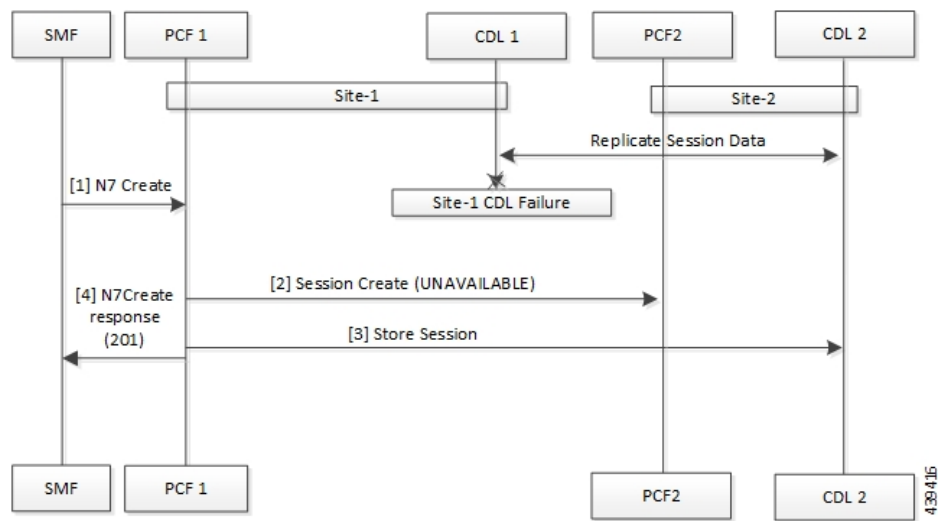 SMF
PCF 1
CDL 1
PCF2
CDL 2
Site-1
Site-2
Replicate Session Data
[1] N7 Create
Site-1 CDL Failure
[2] Session Create (UNAVAILABLE)
[4] N7Create
response
(201)
[3] Store Session
SMF
PCF 1
PCF2
CDL 2
439416